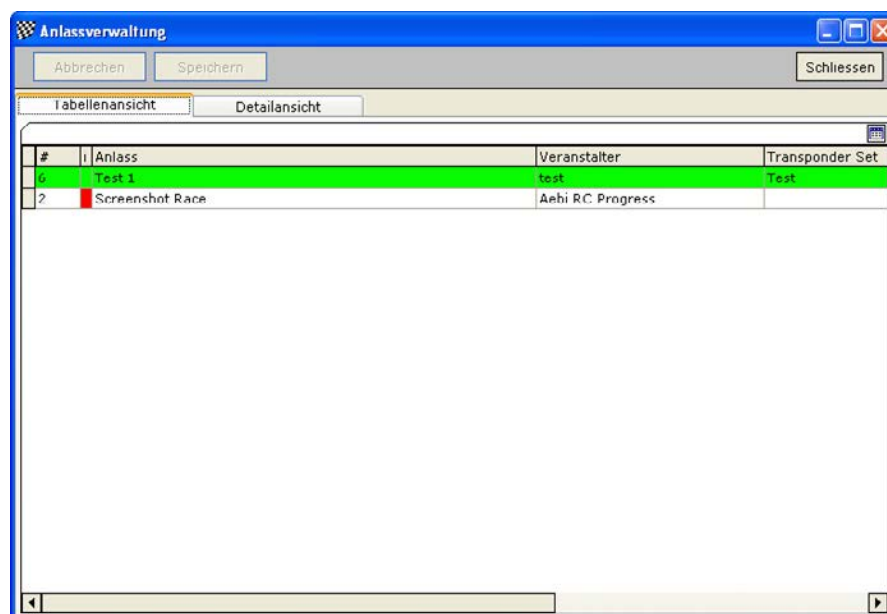 Anlassverwaltung
Abbrechen Speichern Schliessen
Tabellenansicht Detailansicht
# I Anlass Veranstalter Transponder Set
6 Test 1 test Test
2 Screenshot Race Aebi RC Progress